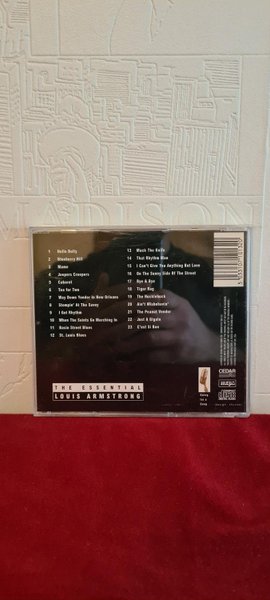 MADISON
1 Hello Dolly
2 Blueberry Hill
3 Mame
4 Jeepers Creepers
5 Cabaret
6 Tea for Two
7 Way Down Yonder in New Orleans
8 Stompin' At The Savoy
9 I Got Rhythm
10 When The Saints Go Marching In
11 Basin Street Blues
12 St. Louis Blues
13 Mack The Knife
14 That Rhythm Man
15 I Can't Give You Anything But Love
16 On The Sunny Side Of The Street
17 Bye & Bye
18 Tiger Rag
19 The Hucklebuck
20 Ain't Misbehavin'
21 The Peanut Vendor
22 Just A Gigolo
23 C'est Si Bon
THE ESSENTIAL
LOUIS ARMSTRONG
CEDAR
mcps